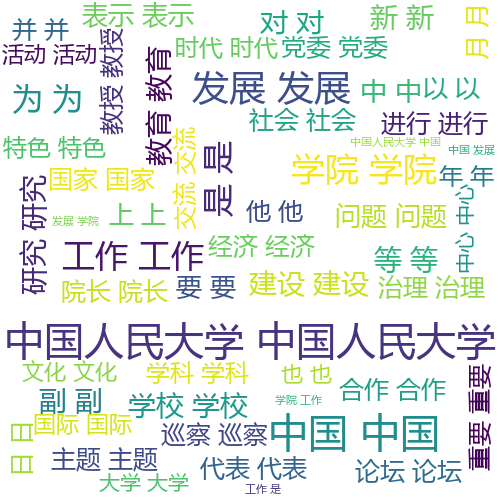 表示 表示
对 对
新 新
月 月
并 并
活动 活动
教授 教授
时代 时代
党委 党委
教育 教育
发展 发展
为 为
中 中
以 以
社会 社会
进行 进行
特色 特色
交流 交流
是 是
中国人民大学 中国
中国 发展
学院 学院
国家 国家
年 年
研究 研究
上 上
他 他
问题 问题
中心 中心
发展 学院
工作 工作
经济 经济
等 等
院长 院长
要 要
建设 建设
治理 治理
中国人民大学 中国人民大学
文化 文化
学科 学科
也 也
合作 合作
重要 重要
副 副
学校 学校
学院 工作
国际 国际
日 日
巡察 巡察
中国 中国
主题 主题
代表 代表
论坛 论坛
大学 大学
工作 是